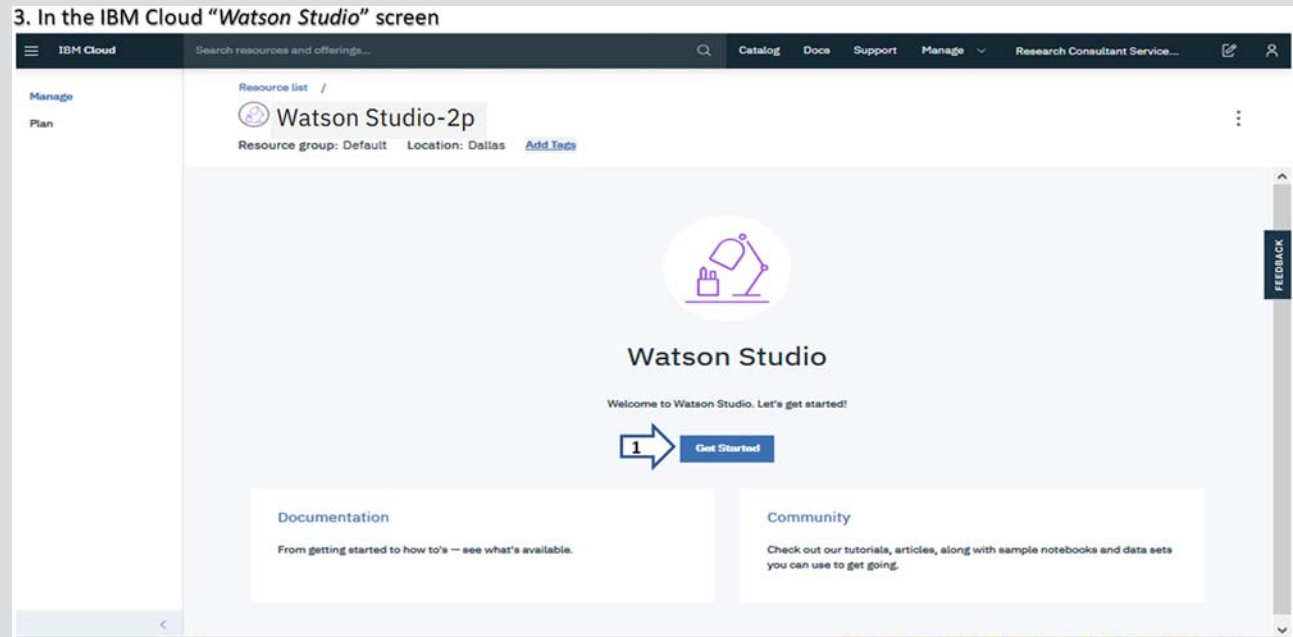 3. In the IBM Cloud “Watson Studio” screen
IBM Cloud
Search resources and offerings...
Catalog Docs Support Manage Research Consultant Service...
Manage
Plan
Resource list /
Watson Studio-2p
Resource group: Default Location: Dallas Add Tags
FEEDBACK
Watson Studio
Welcome to Watson Studio. Let's get started!
1
Get Started
Documentation
From getting started to how to's — see what's available.
Community
Check out our tutorials, articles, along with sample notebooks and data sets
you can use to get going.